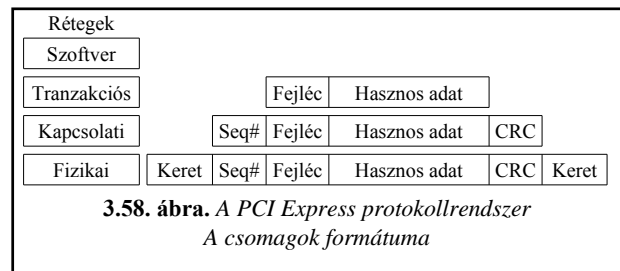 Rétegek
Szoftver
Tranzakciós Fejléc Hasznos adat
Kapcsolati Seq# Fejléc Hasznos adat CRC
Fizikai Keret Seq# Fejléc Hasznos adat CRC Keret
3.58. ábra. A PCI Express protokollrendszer
A csomagok formátuma